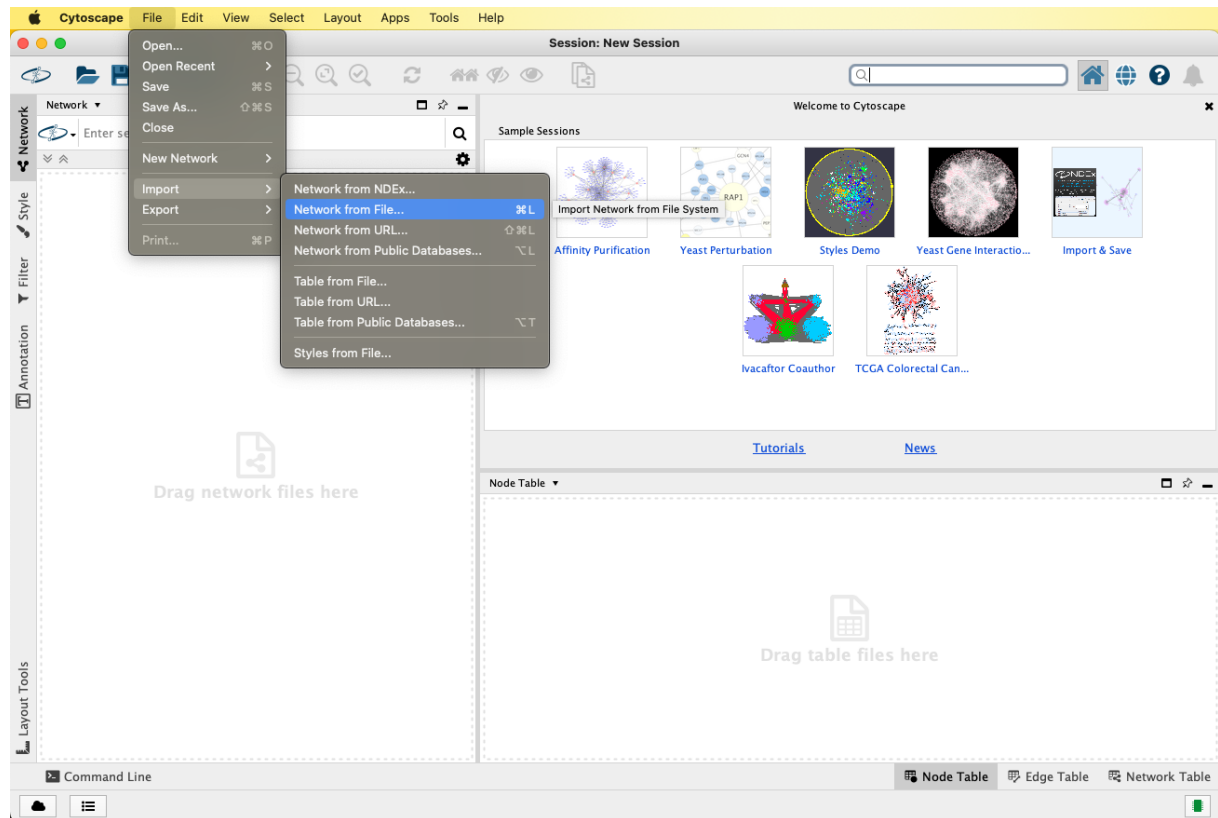 Cytoscape File Edit View Select Layout Apps Tools Help
Session: New Session
Open... ⌘O
Open Recent >
Save ⌘S
Save As... ⇧⌘S
Close
New Network >
Import >
Export >
Print... ⌘P
Network from NDEx...
Network from File... ⌘L
Network from URL... ⇧⌘L
Network from Public Databases... ⌥L
Table from File...
Table from URL...
Table from Public Databases... ⌥T
Styles from File...
Import Network from File System
Network
Style
Filter
Annotation
Layout Tools
Network ▼
Enter se
Drag network files here
Welcome to Cytoscape
Sample Sessions
RAP1
Affinity Purification
Yeast Perturbation
Styles Demo
Yeast Gene Interactio...
Import & Save
Ivacaftor Coauthor
TCGA Colorectal Can...
Tutorials
News
Node Table ▼
Drag table files here
Command Line
Node Table
Edge Table
Network Table